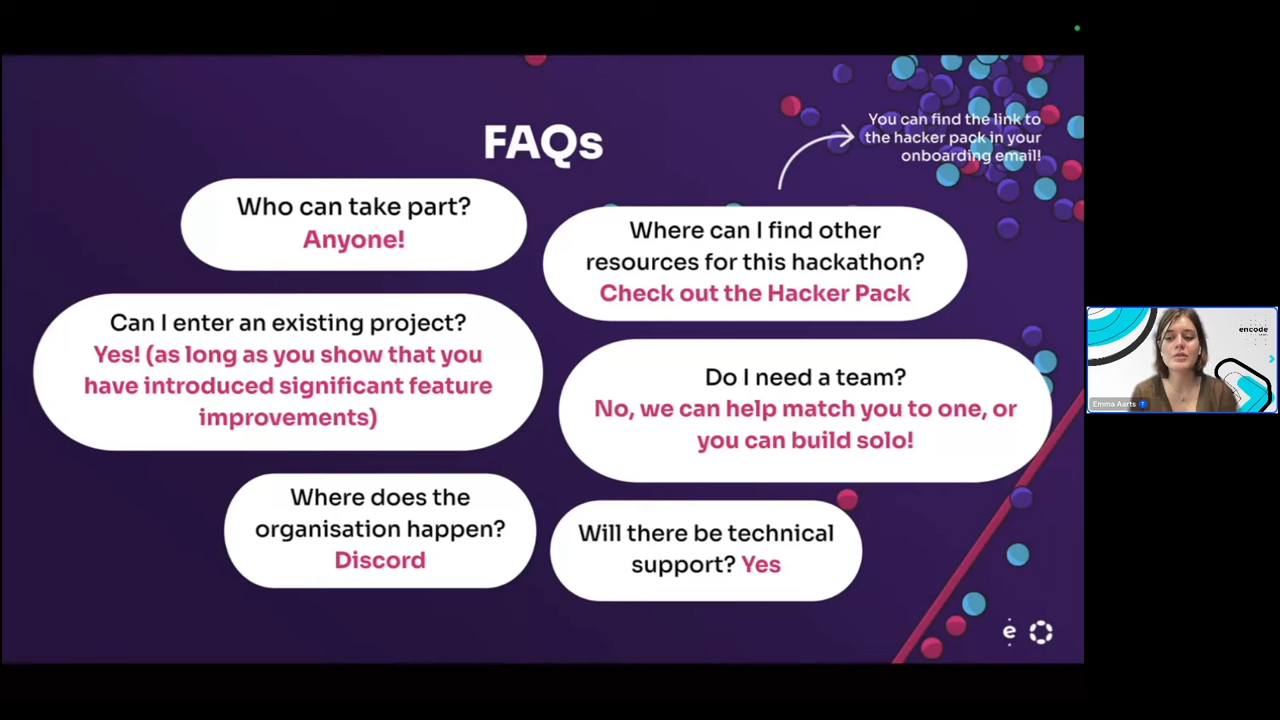 FAQs
You can find the link to
the hacker pack in your
onboarding email!
Who can take part?
Anyone!
Where can I find other
resources for this hackathon?
Check out the Hacker Pack
Can I enter an existing project?
Yes! (as long as you show that you
have introduced significant feature
improvements)
Do I need a team?
No, we can help match you to one, or
you can build solo!
Where does the
organisation happen?
Discord
Will there be technical
support? Yes
e
encode
Emma Aarts